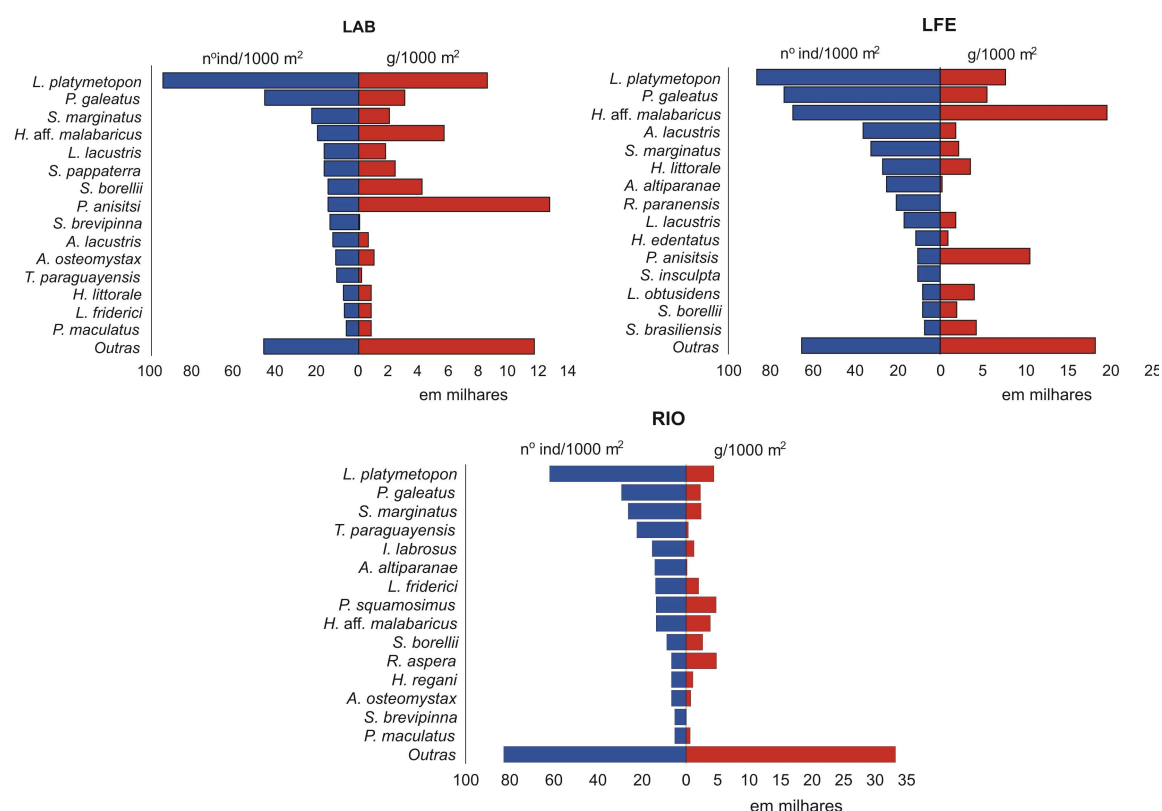 LAB
nºind/1000 m²
g/1000 m²
L. platymetopon
P. galeatus
S. marginatus
H. aff. malabaricus
L. lacustris
S. pappaterra
S. borellii
P. anisitsi
S. brevipinna
A. lacustris
A. osteomystax
T. paraguayensis
H. littorale
L. friderici
P. maculatus
Outras
100 80 60 40 20 0 2 4 6 8 10 12 14
em milhares
LFE
nº ind/1000 m²
g/1000 m²
L. platymetopon
P. galeatus
H. aff. malabaricus
A. lacustris
S. marginatus
H. littorale
A. altiparanae
R. paranensis
L. lacustris
H. edentatus
P. anisitsis
S. insculpta
L. obtusidens
S. borellii
S. brasiliensis
Outras
100 80 60 40 20 0 5 10 15 20 25
em milhares
RIO
nº ind/1000 m²
g/1000 m²
L. platymetopon
P. galeatus
S. marginatus
T. paraguayensis
I. labrosus
A. altiparanae
L. friderici
P. squamosimus
H. aff. malabaricus
S. borellii
R. aspera
H. regani
A. osteomystax
S. brevipinna
P. maculatus
Outras
100 80 60 40 20 0 5 10 15 20 25 30 35
em milhares